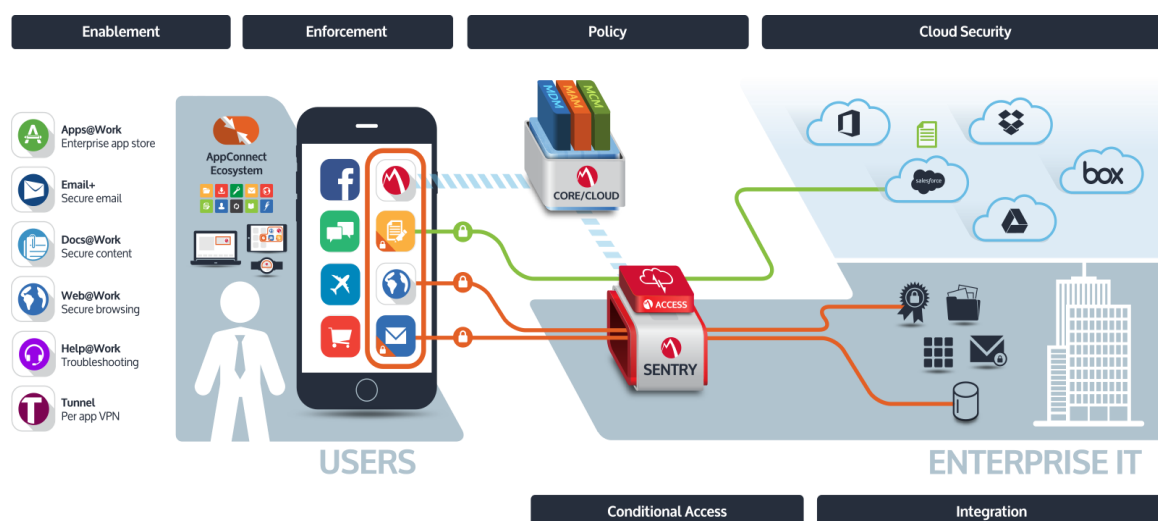 Enablement
Enforcement
Policy
Cloud Security
Apps@Work
Enterprise app store
Email+
Secure email
Docs@Work
Secure content
Web@Work
Secure browsing
Help@Work
Troubleshooting
Tunnel
Per app VPN
AppConnect
Ecosystem
MDM
MAM
MCM
CORE/CLOUD
ACCESS
SENTRY
salesforce
box
USERS
ENTERPRISE IT
Conditional Access
Integration